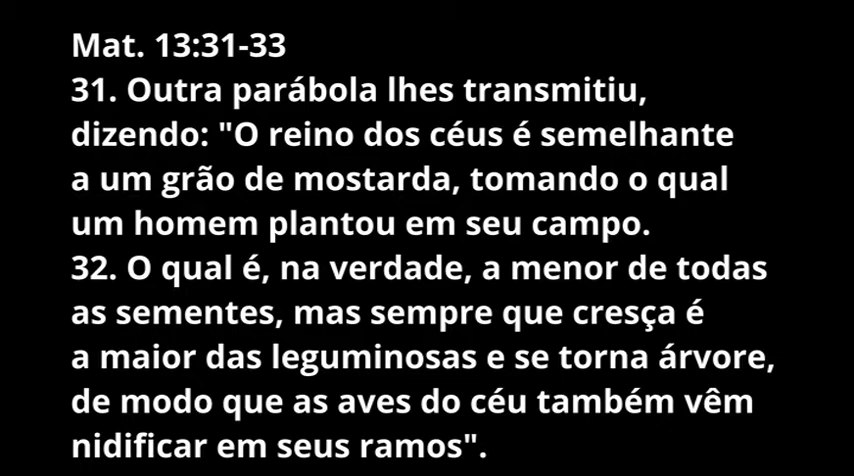 Mat. 13:31-33
31. Outra parábola lhes transmitiu,
dizendo: "O reino dos céus é semelhante
a um grão de mostarda, tomando o qual
um homem plantou em seu campo.
32. O qual é, na verdade, a menor de todas
as sementes, mas sempre que cresça é
a maior das leguminosas e se torna árvore,
de modo que as aves do céu também vêm
nidificar em seus ramos".